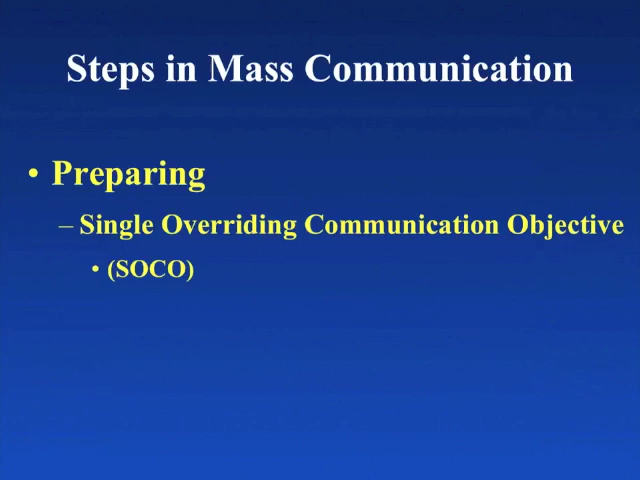 Steps in Mass Communication
• Preparing
– Single Overriding Communication Objective
• (SOCO)